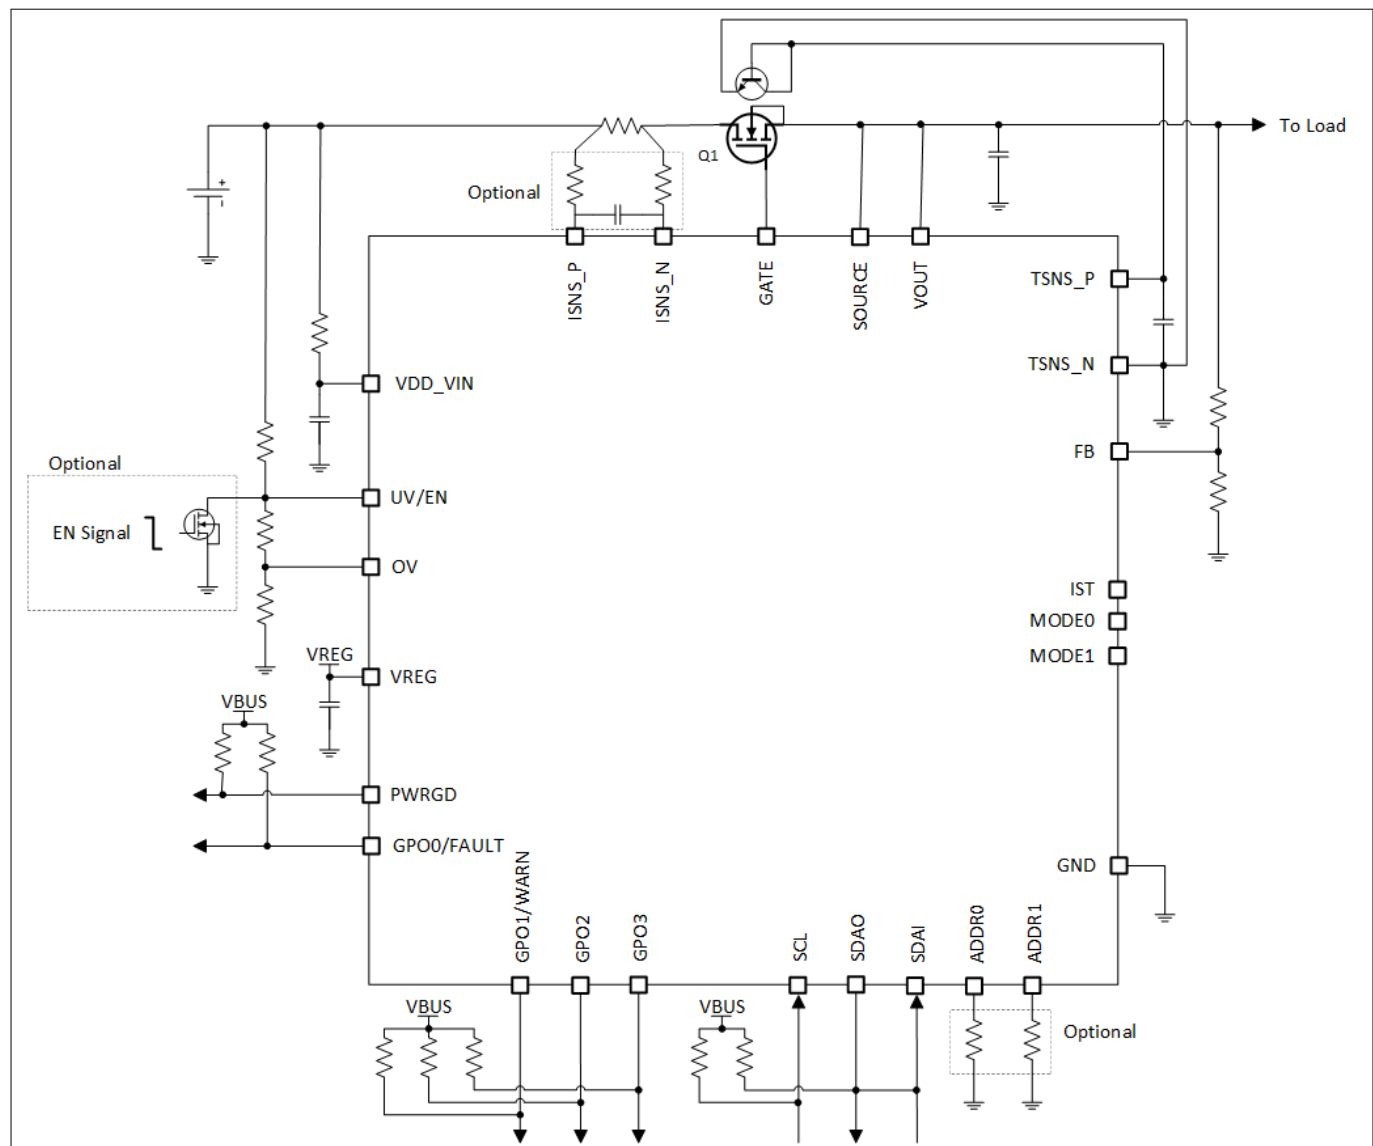 To Load
Q1
Optional
+
-
ISNS_P
ISNS_N
GATE
SOURCE
VOUT
TSNS_P
TSNS_N
VDD_VIN
FB
Optional
UV/EN
EN Signal
OV
IST
MODE0
MODE1
VREG
VREG
VBUS
PWRGD
GPO0/FAULT
GND
GPO1/WARN
GPO2
GPO3
SCL
SDAO
SDAI
ADDR0
ADDR1
VBUS
VBUS
Optional